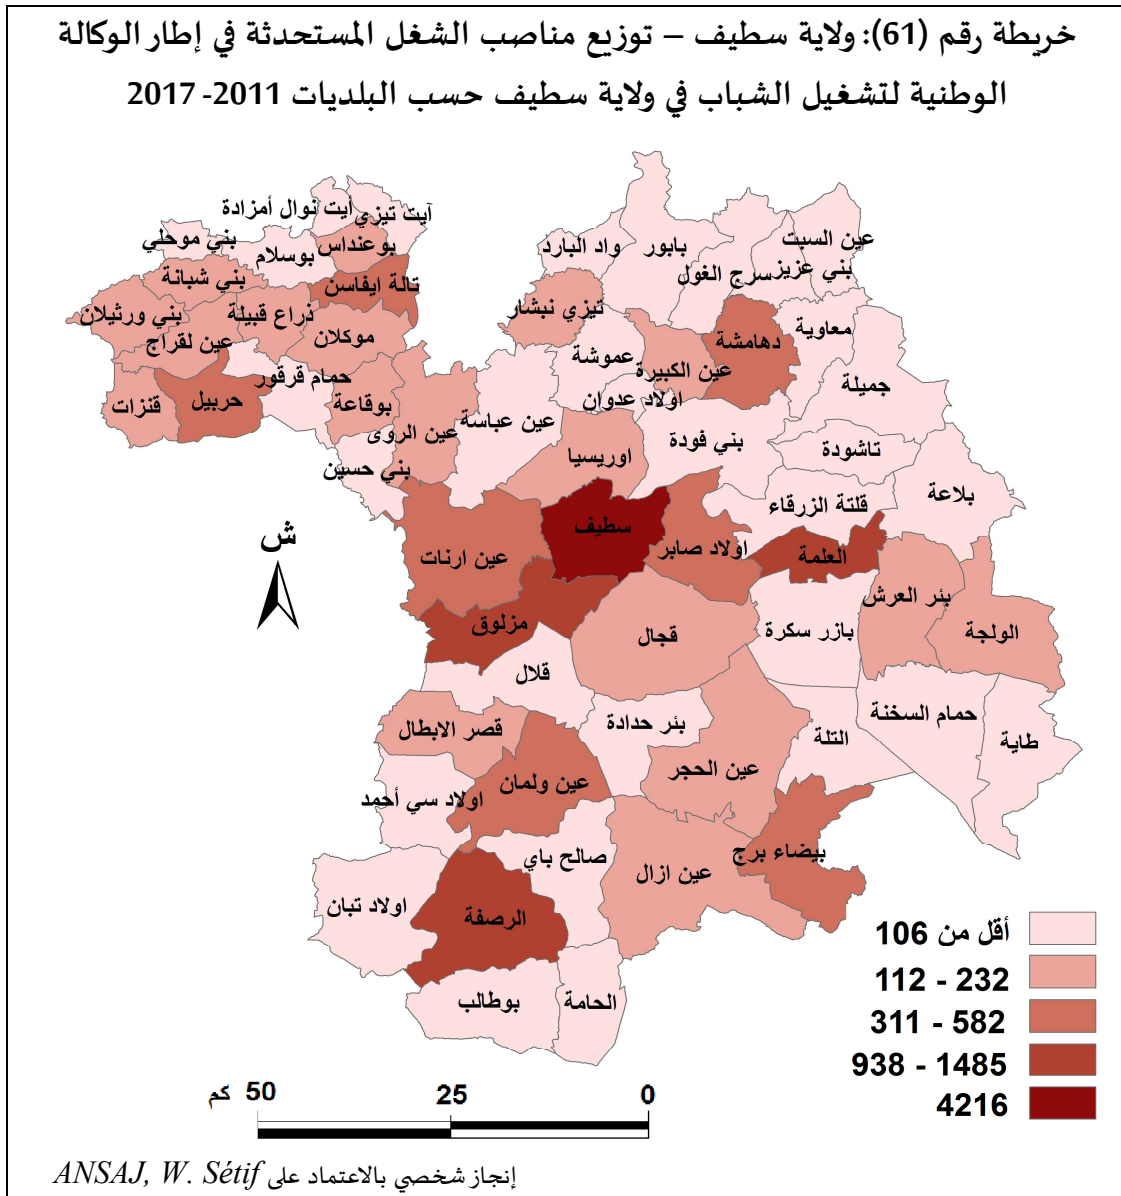 خريطة رقم (61): ولاية سطيف – توزيع مناصب الشغل المستحدثة في إطار الوكالة
الوطنية لتشغيل الشباب في ولاية سطيف حسب البلديات 2011- 2017
آيت تيزي
أيت نوال أمزادة
بني موحلي
بوسلام
بوعنداس
تالة ايفاسن
بني شبانة
بني ورثيلان
ذراع قبيلة
عين لقراج
موكلان
حمام قرقور
قنزات
حربيل
بوقاعة
عين الروى
بني حسين
عين السبت
بني عزيز
سرج الغول
بابور
واد البارد
تيزي نبشار
معاوية
دهامشة
عموشة
عين الكبيرة
جميلة
اولاد عدوان
عين عباسة
بني فودة
تاشودة
اوريسيا
بلاعة
قلتة الزرقاء
سطيف
اولاد صابر
العلمة
عين ارنات
ش
بئر العرش
الولجة
بازر سكرة
قجال
مزلوق
قلال
حمام السخنة
طاية
التلة
بئر حدادة
عين الحجر
قصر الابطال
عين ولمان
اولاد سي أحمد
بيضاء برج
صالح باي
عين ازال
اولاد تبان
الرصفة
بوطالب
الحامة
أقل من 106
112 - 232
311 - 582
938 - 1485
4216
كم 50 25 0
إنجاز شخصي بالاعتماد على ANSAJ, W. Sétif